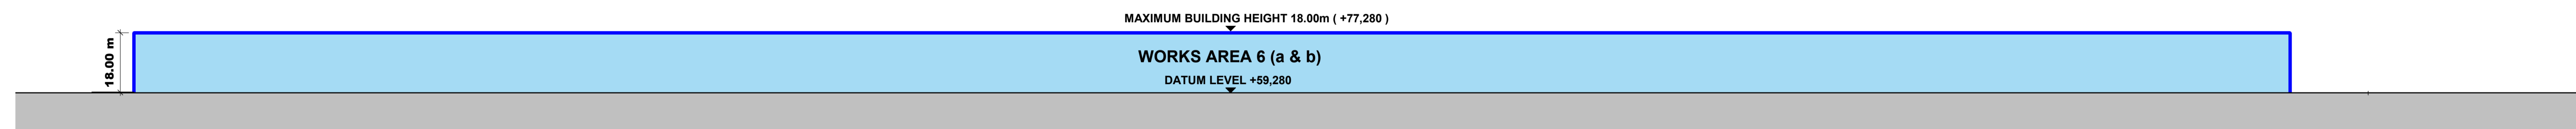 MAXIMUM BUILDING HEIGHT 18.00m ( +77,280 )
18.00 m
WORKS AREA 6 (a & b)
DATUM LEVEL +59,280